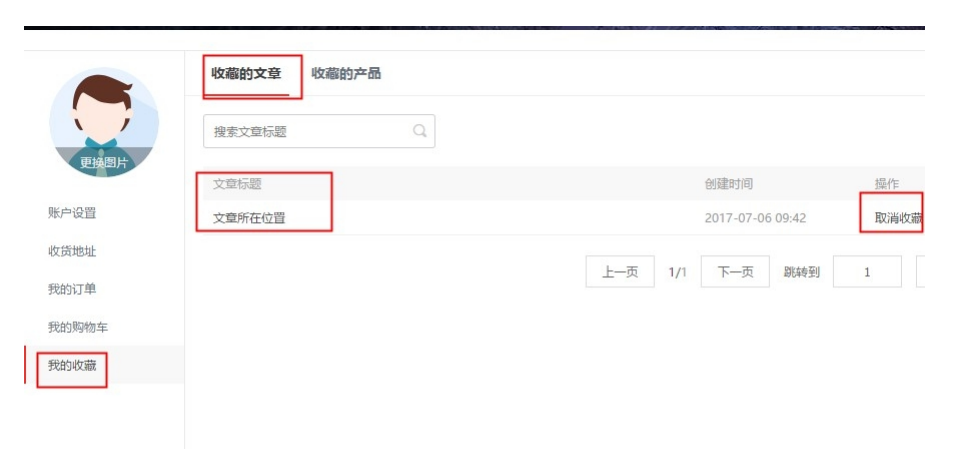 收藏的文章 收藏的产品
搜索文章标题
更换图片
文章标题 创建时间 操作
账户设置
文章所在位置 2017-07-06 09:42 取消收藏
收货地址
上一页 1/1 下一页 跳转到 1
我的订单
我的购物车
我的收藏